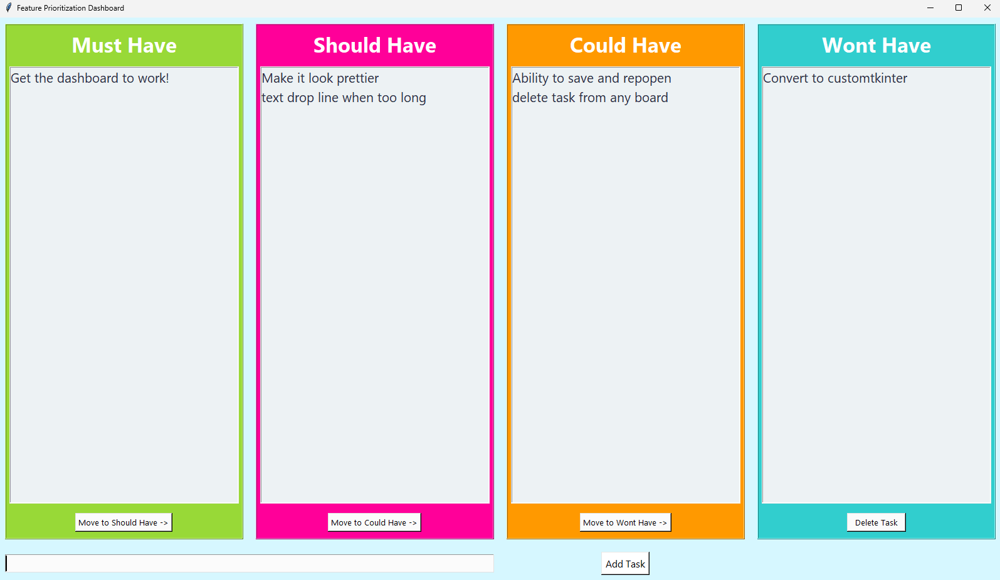 Feature Prioritization Dashboard
Must Have
Get the dashboard to work!
Move to Should Have ->
Should Have
Make it look prettier
text drop line when too long
Move to Could Have ->
Could Have
Ability to save and repopen
delete task from any board
Move to Wont Have ->
Wont Have
Convert to customtkinter
Delete Task
Add Task